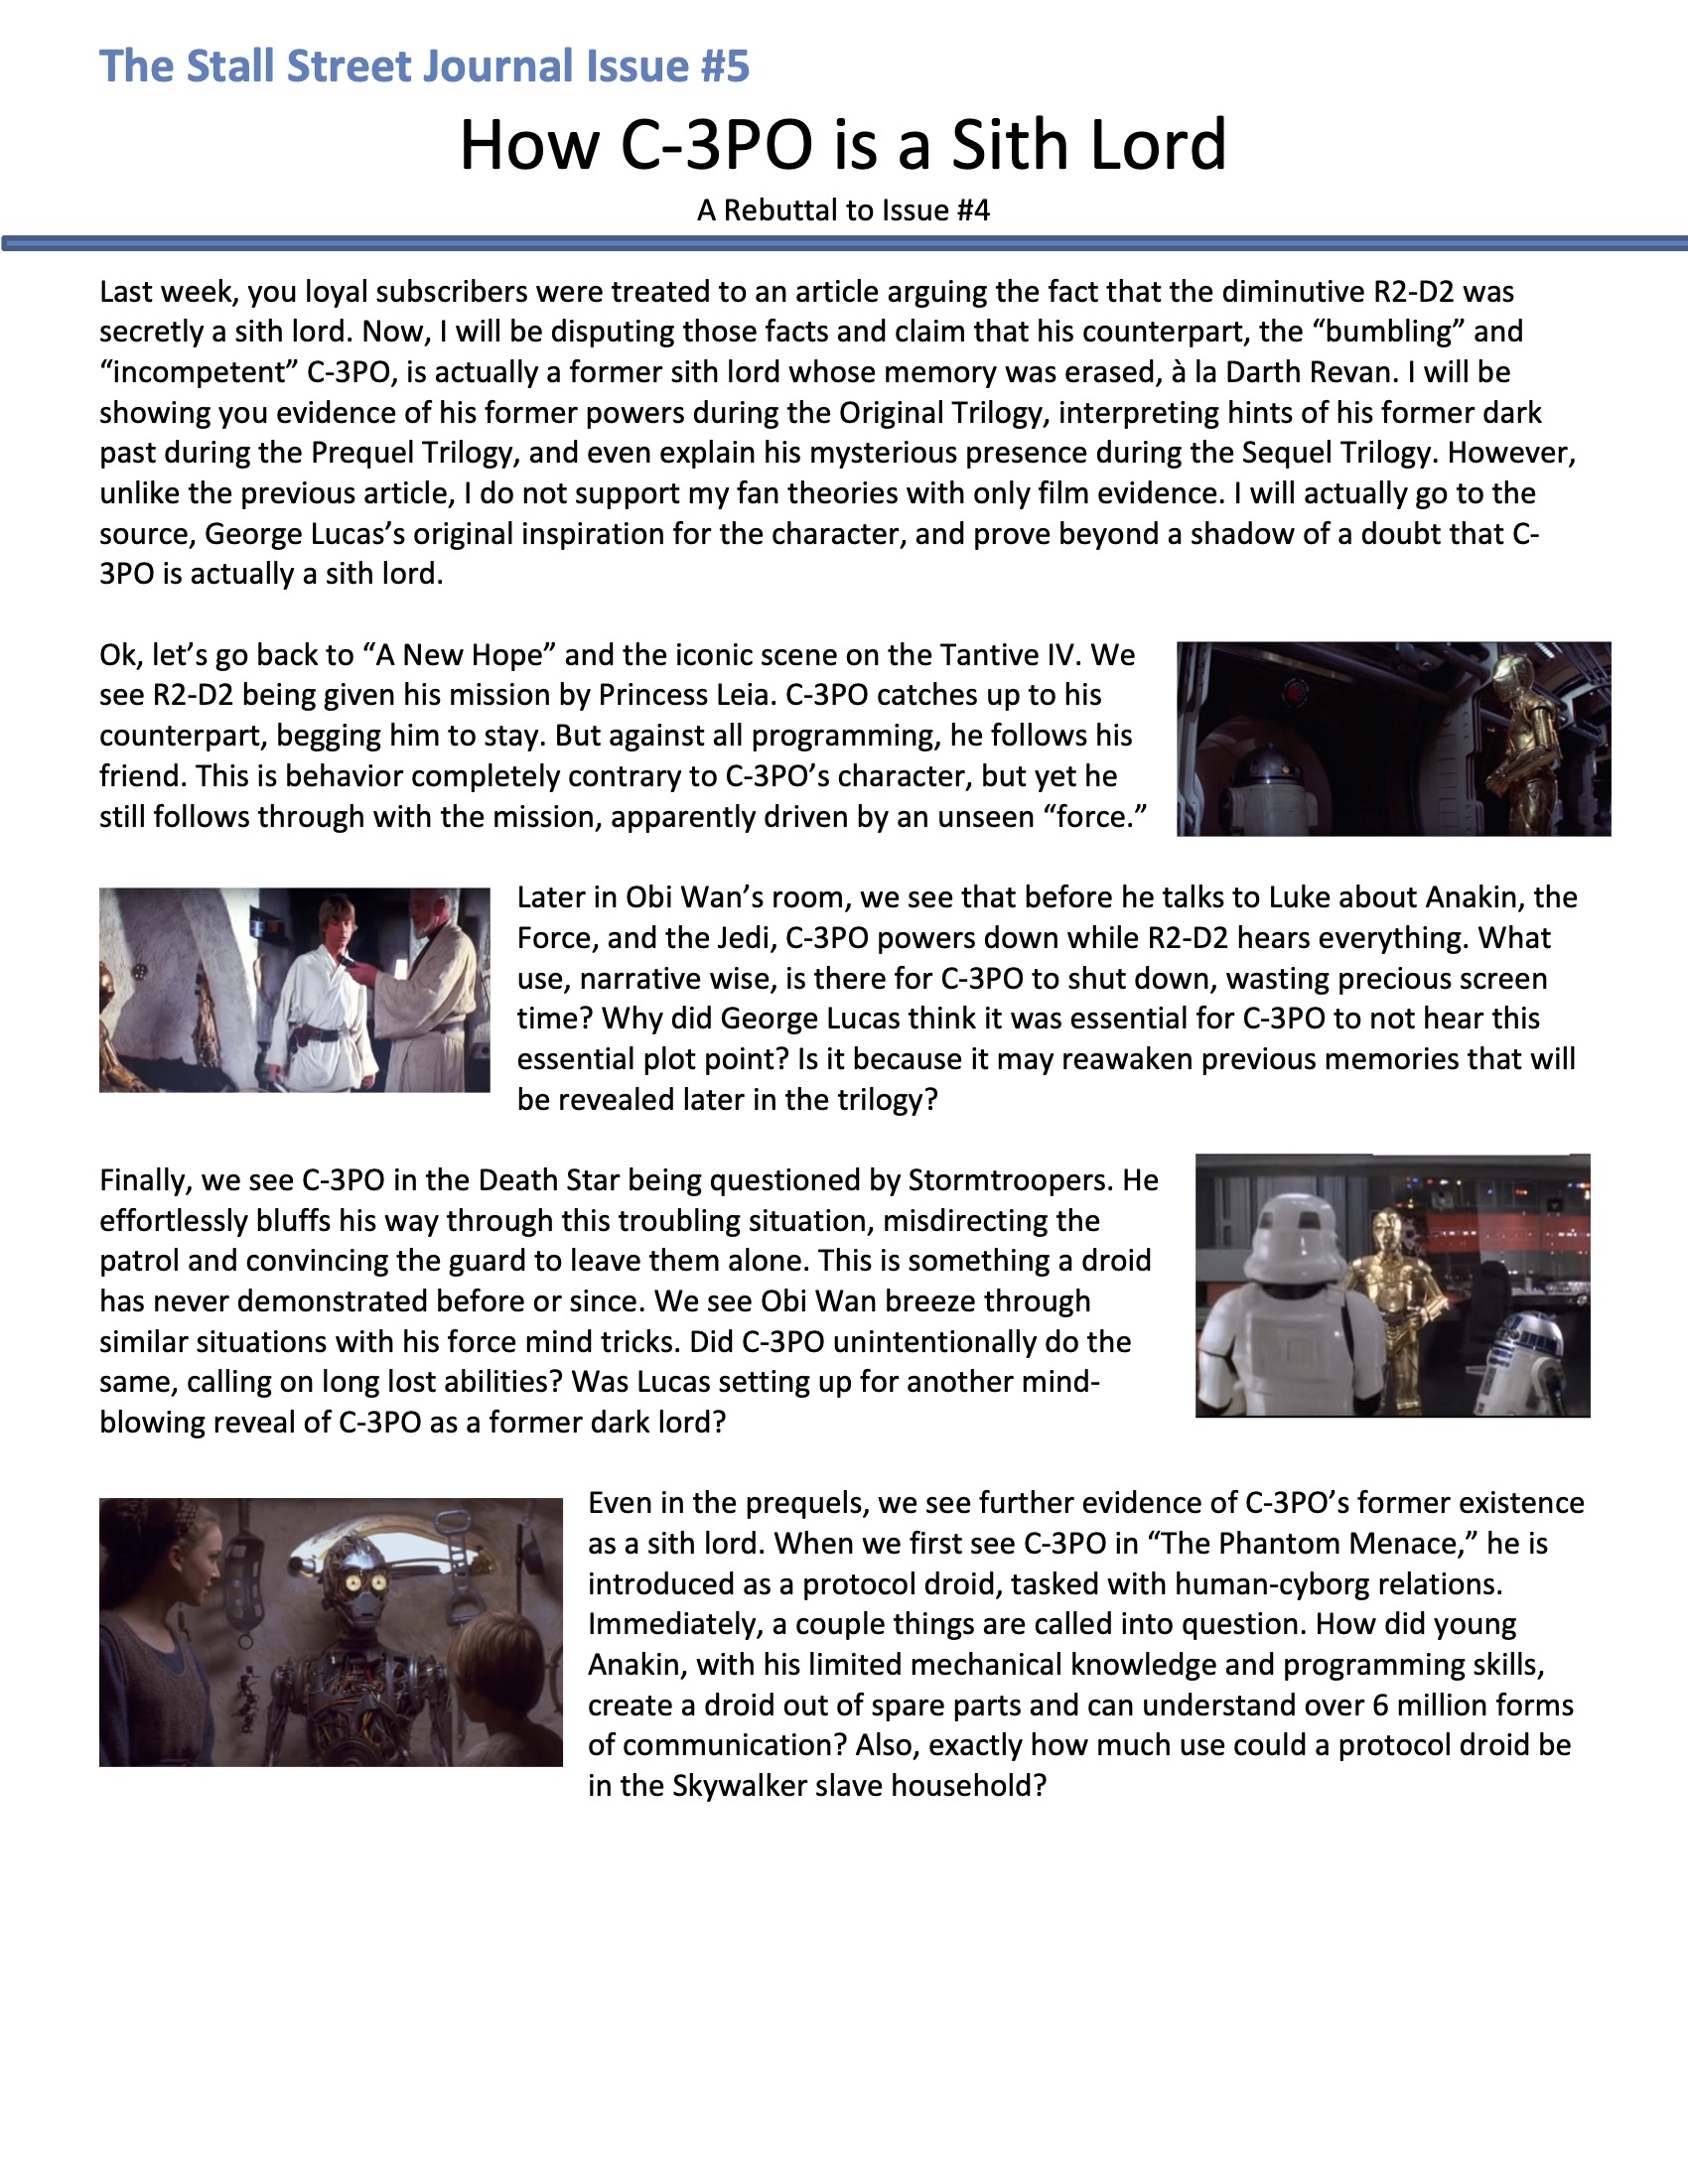 The Stall Street Journal Issue #5
How C-3PO is a Sith Lord
A Rebuttal to Issue #4
Last week, you loyal subscribers were treated to an article arguing the fact that the diminutive R2-D2 was
secretly a sith lord. Now, I will be disputing those facts and claim that his counterpart, the “bumbling” and
“incompetent” C-3PO, is actually a former sith lord whose memory was erased, à la Darth Revan. I will be
showing you evidence of his former powers during the Original Trilogy, interpreting hints of his former dark
past during the Prequel Trilogy, and even explain his mysterious presence during the Sequel Trilogy. However,
unlike the previous article, I do not support my fan theories with only film evidence. I will actually go to the
source, George Lucas’s original inspiration for the character, and prove beyond a shadow of a doubt that C-
3PO is actually a sith lord.
Ok, let’s go back to “A New Hope” and the iconic scene on the Tantive IV. We
see R2-D2 being given his mission by Princess Leia. C-3PO catches up to his
counterpart, begging him to stay. But against all programming, he follows his
friend. This is behavior completely contrary to C-3PO’s character, but yet he
still follows through with the mission, apparently driven by an unseen “force.”
Later in Obi Wan’s room, we see that before he talks to Luke about Anakin, the
Force, and the Jedi, C-3PO powers down while R2-D2 hears everything. What
use, narrative wise, is there for C-3PO to shut down, wasting precious screen
time? Why did George Lucas think it was essential for C-3PO to not hear this
essential plot point? Is it because it may reawaken previous memories that will
be revealed later in the trilogy?
Finally, we see C-3PO in the Death Star being questioned by Stormtroopers. He
effortlessly bluffs his way through this troubling situation, misdirecting the
patrol and convincing the guard to leave them alone. This is something a droid
has never demonstrated before or since. We see Obi Wan breeze through
similar situations with his force mind tricks. Did C-3PO unintentionally do the
same, calling on long lost abilities? Was Lucas setting up for another mind-
blowing reveal of C-3PO as a former dark lord?
Even in the prequels, we see further evidence of C-3PO’s former existence
as a sith lord. When we first see C-3PO in “The Phantom Menace,” he is
introduced as a protocol droid, tasked with human-cyborg relations.
Immediately, a couple things are called into question. How did young
Anakin, with his limited mechanical knowledge and programming skills,
create a droid out of spare parts and can understand over 6 million forms
of communication? Also, exactly how much use could a protocol droid be
in the Skywalker slave household?